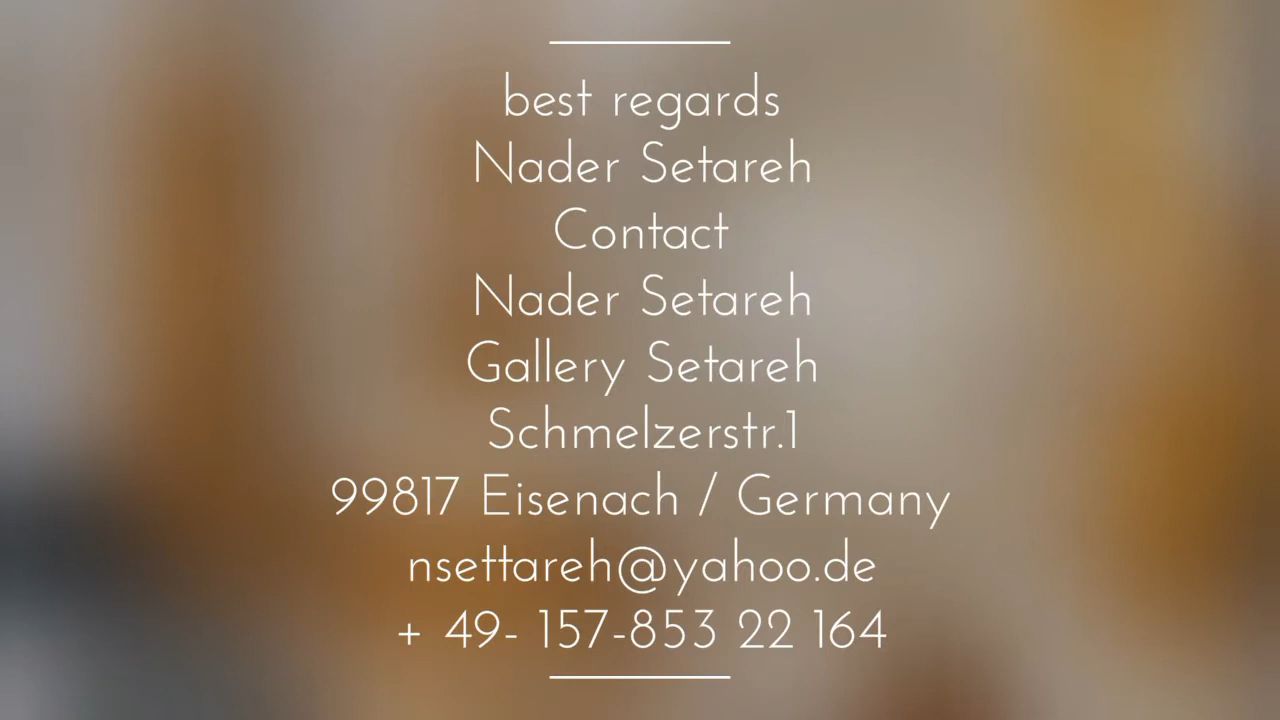 best regards
Nader Setareh
Contact
Nader Setareh
Gallery Setareh
Schmelzerstr.1
99817 Eisenach / Germany
nsettareh@yahoo.de
+ 49- 157-853 22 164